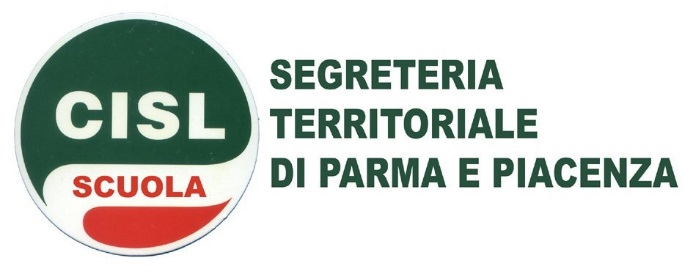 CISL
SCUOLA
SEGRETERIA
TERRITORIALE
DI PARMA E PIACENZA